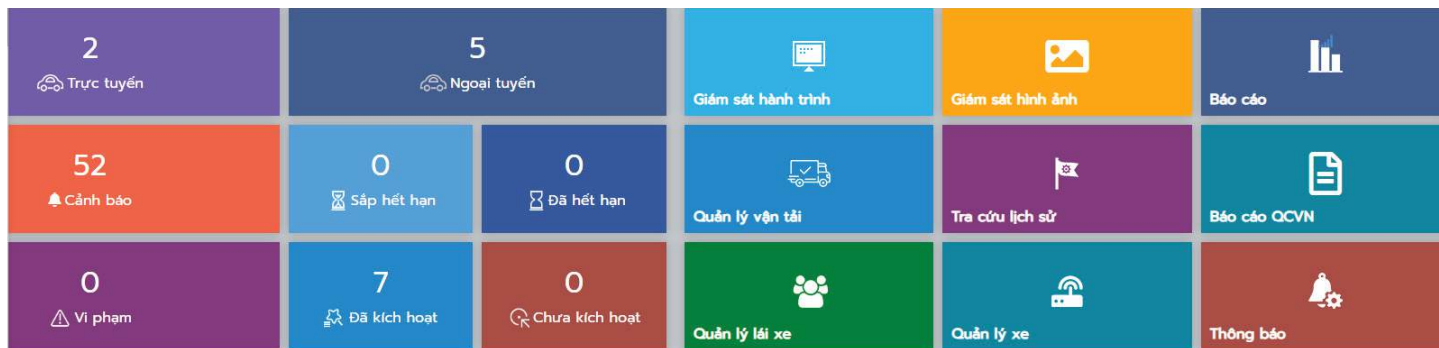 2
Trực tuyến
5
Ngoại tuyến
Giám sát hành trình
Giám sát hình ảnh
Báo cáo
52
Cảnh báo
0
Sắp hết hạn
0
Đã hết hạn
Quản lý vận tải
Tra cứu lịch sử
Báo cáo QCVN
0
Vi phạm
7
Đã kích hoạt
0
Chưa kích hoạt
Quản lý lái xe
Quản lý xe
Thông báo